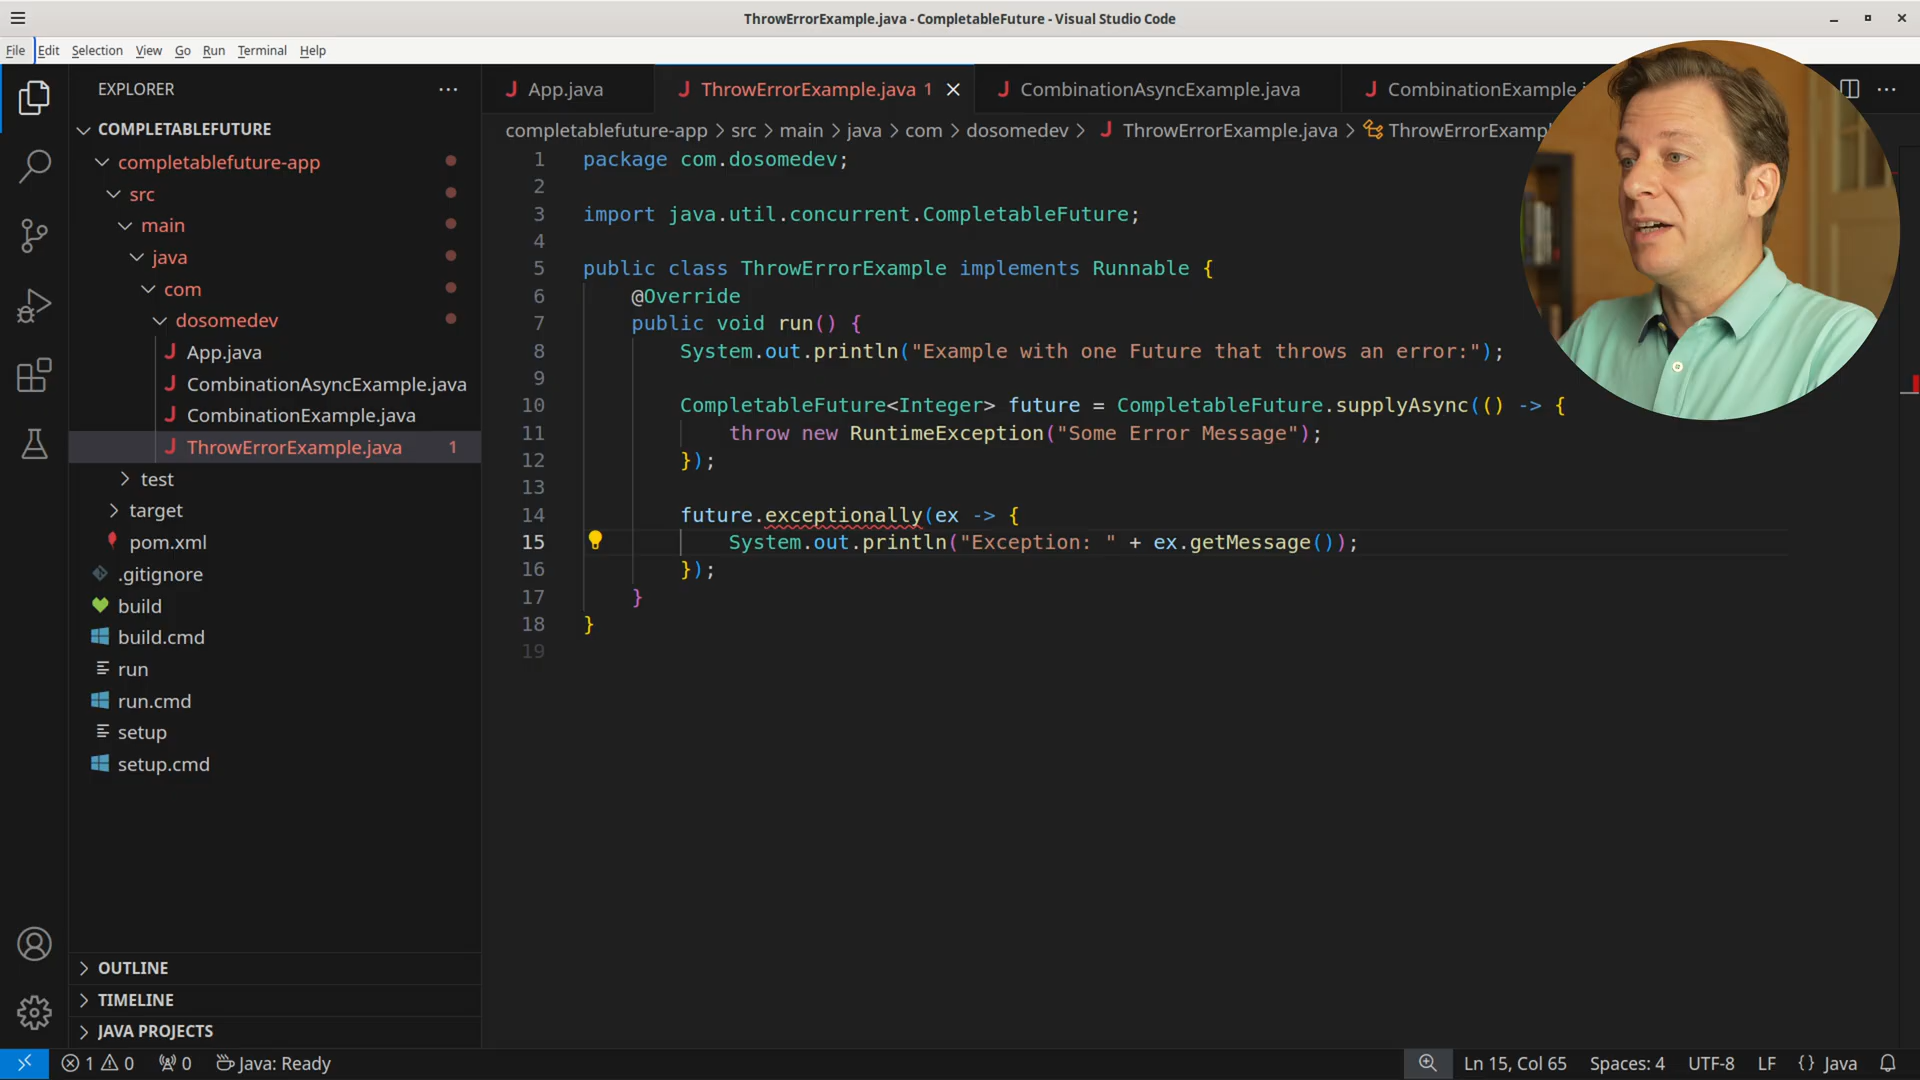 ThrowErrorExample.java - CompletableFuture - Visual Studio Code
File Edit Selection View Go Run Terminal Help
EXPLORER
COMPLETABLEFUTURE
completablefuture-app
src
main
java
com
dosomedev
App.java
CombinationAsyncExample.java
CombinationExample.java
ThrowErrorExample.java 1
test
target
pom.xml
.gitignore
build
build.cmd
run
run.cmd
setup
setup.cmd
OUTLINE
TIMELINE
JAVA PROJECTS
App.java ThrowErrorExample.java 1 CombinationAsyncExample.java CombinationExample.
completablefuture-app > src > main > java > com > dosomedev > ThrowErrorExample.java > ThrowErrorExampl
1 package com.dosomedev;
2
3 import java.util.concurrent.CompletableFuture;
4
5 public class ThrowErrorExample implements Runnable {
6 @Override
7 public void run() {
8 System.out.println("Example with one Future that throws an error:");
9
10 CompletableFuture<Integer> future = CompletableFuture.supplyAsync(() -> {
11 throw new RuntimeException("Some Error Message");
12 });
13
14 future.exceptionally(ex -> {
15 System.out.println("Exception: " + ex.getMessage());
16 });
17 }
18 }
19
1 0 0 Java: Ready Ln 15, Col 65 Spaces: 4 UTF-8 LF {} Java